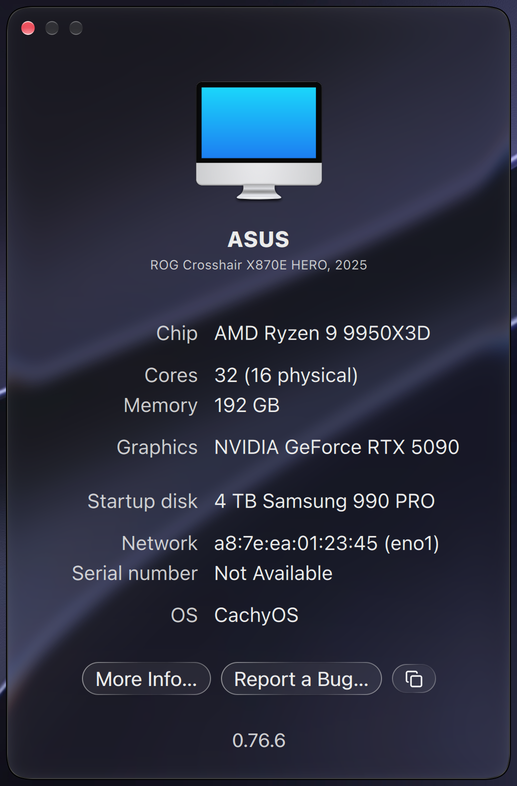 ASUS
ROG Crosshair X870E HERO, 2025
Chip AMD Ryzen 9 9950X3D
Cores 32 (16 physical)
Memory 192 GB
Graphics NVIDIA GeForce RTX 5090
Startup disk 4 TB Samsung 990 PRO
Network a8:7e:ea:01:23:45 (eno1)
Serial number Not Available
OS CachyOS
More Info... Report a Bug...
0.76.6